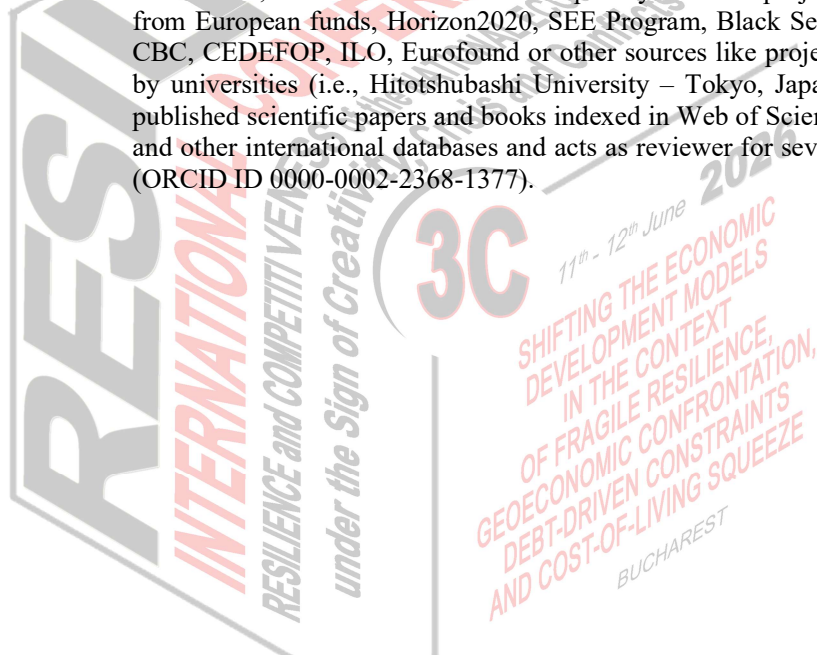 from European funds, Horizon2020, SEE Program, Black Se
CBC, CEDEFOP, ILO, Eurofound or other sources like proje
by universities (i.e., Hitotshubashi University – Tokyo, Japa
published scientific papers and books indexed in Web of Scien
and other international databases and acts as reviewer for sev
(ORCID ID 0000-0002-2368-1377).
RESI
INTERNATIONAL
RESILIENCE and COMPETITIVENESS
under the Sign of Creativity
3C
11th - 12th June 2026
SHIFTING THE ECONOMIC
DEVELOPMENT MODELS
IN THE CONTEXT
OF FRAGILE RESILIENCE,
GEOECONOMIC CONFRONTATION,
DEBT-DRIVEN CONSTRAINTS
AND COST-OF-LIVING SQUEEZE
BUCHAREST